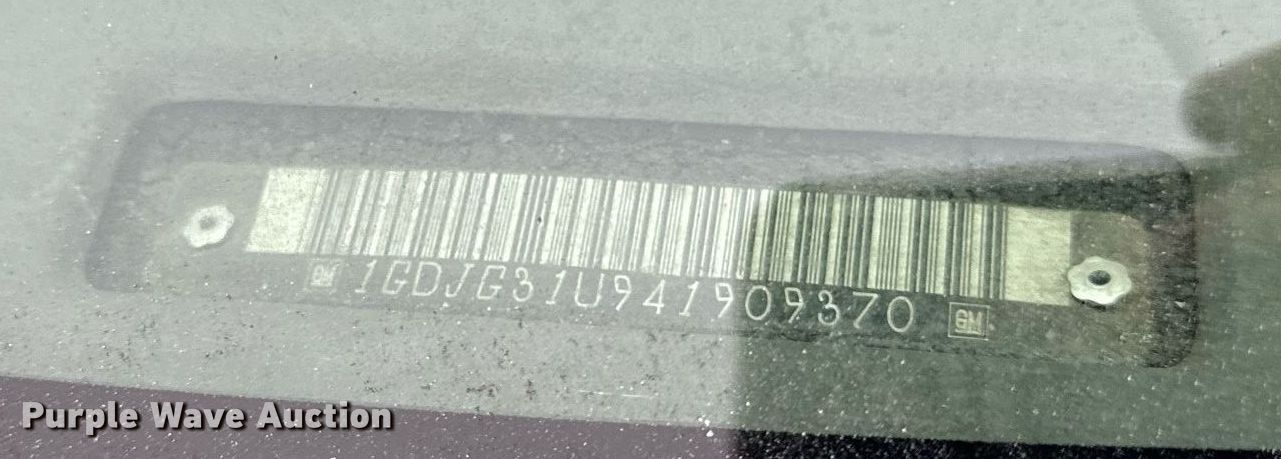 GM 1GDJG31U941909370 GM
Purple Wave Auction